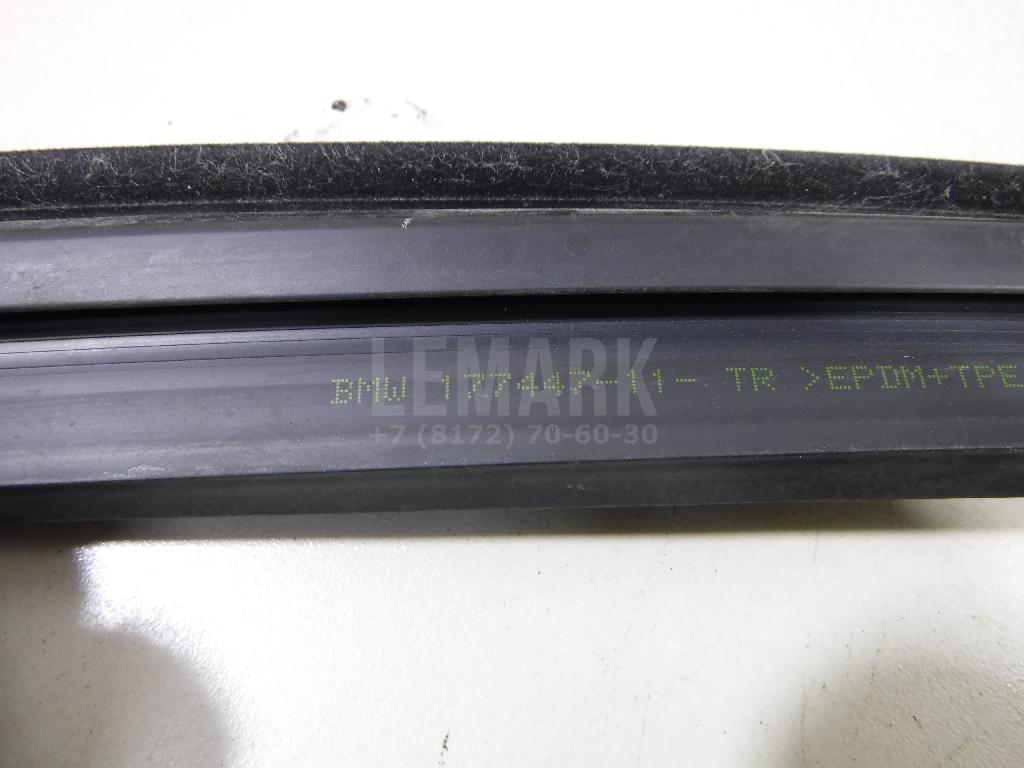 LEMARK
BMW 177447-11- TR >EPDM+TPE
+7 (8172) 70-60-30